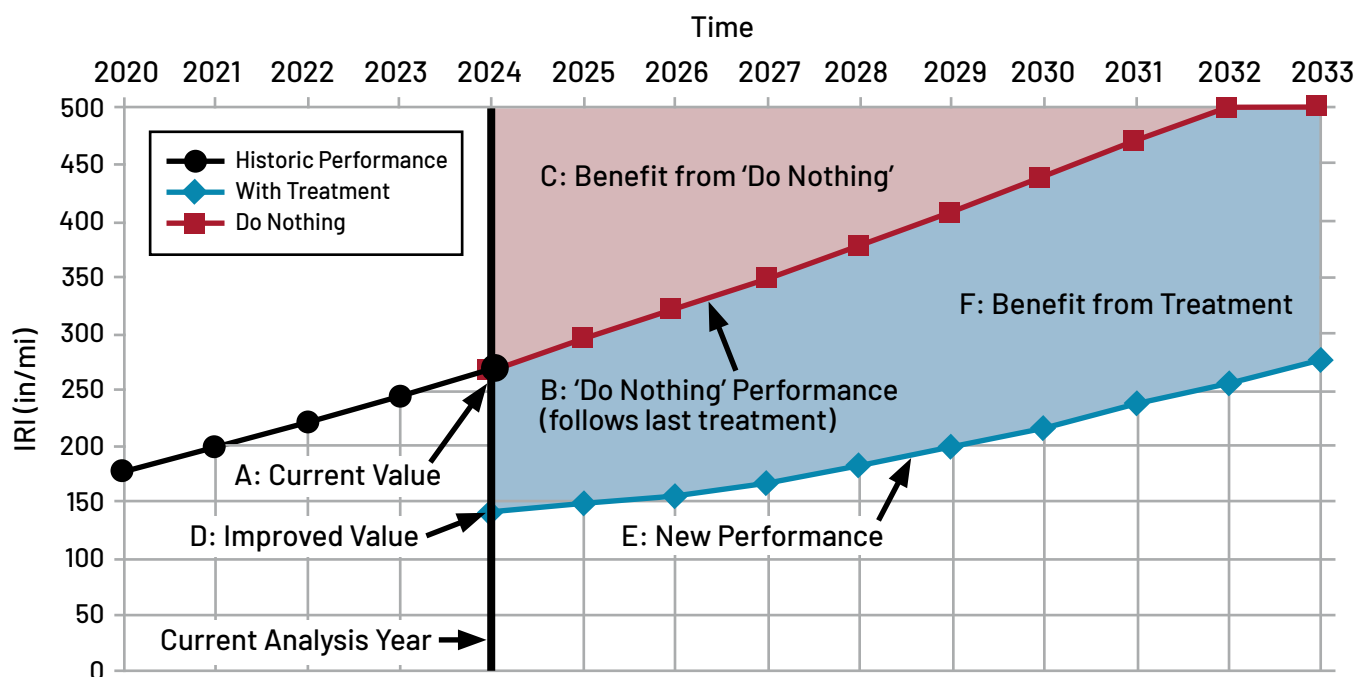 Time
2020 2021 2022 2023 2024 2025 2026 2027 2028 2029 2030 2031 2032 2033
500
450
400
350
300
250
200
150
100
50
0
IRI (in/mi)
Historic Performance
With Treatment
Do Nothing
C: Benefit from ‘Do Nothing’
F: Benefit from Treatment
B: ‘Do Nothing’ Performance
(follows last treatment)
A: Current Value
D: Improved Value
E: New Performance
Current Analysis Year